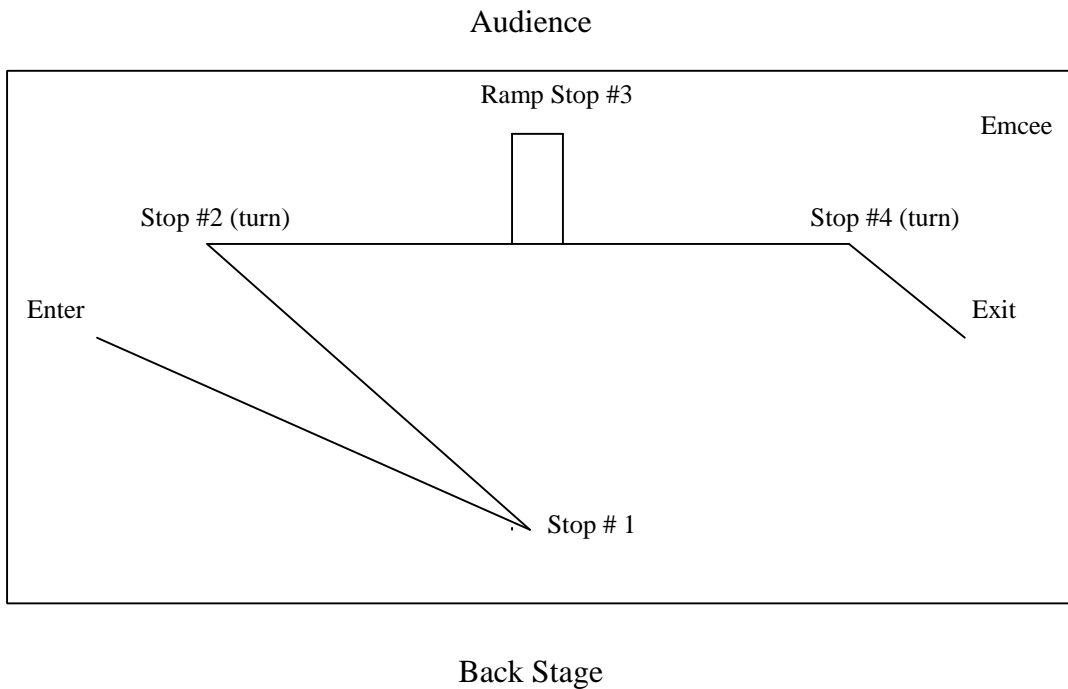 Audience
Ramp Stop #3
Emcee
Stop #2 (turn)
Stop #4 (turn)
Enter
Exit
Stop # 1
Back Stage